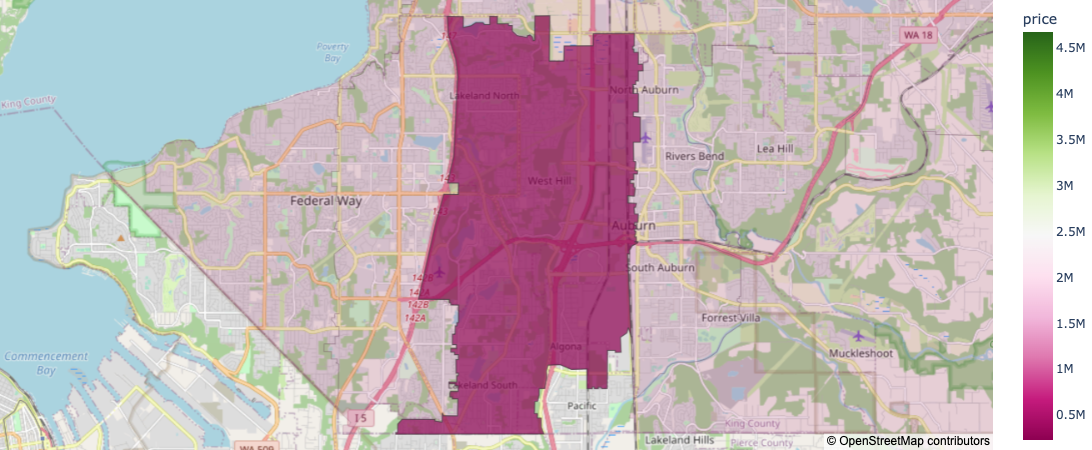 price
WA 18
4.5M
Poverty
Bay
4M
King County
Lakeland North
North Auburn
3.5M
Rivers Bend
Lea Hill
3M
West Hill
Federal Way
Auburn
2.5M
South Auburn
2M
142B
142A
Forrest Villa
1.5M
Algona
Muckleshoot
Commencement
Bay
1M
Lakeland South
Pacific
I 5
0.5M
King County
Pierce County
Lakeland Hills
WA 509
© OpenStreetMap contributors